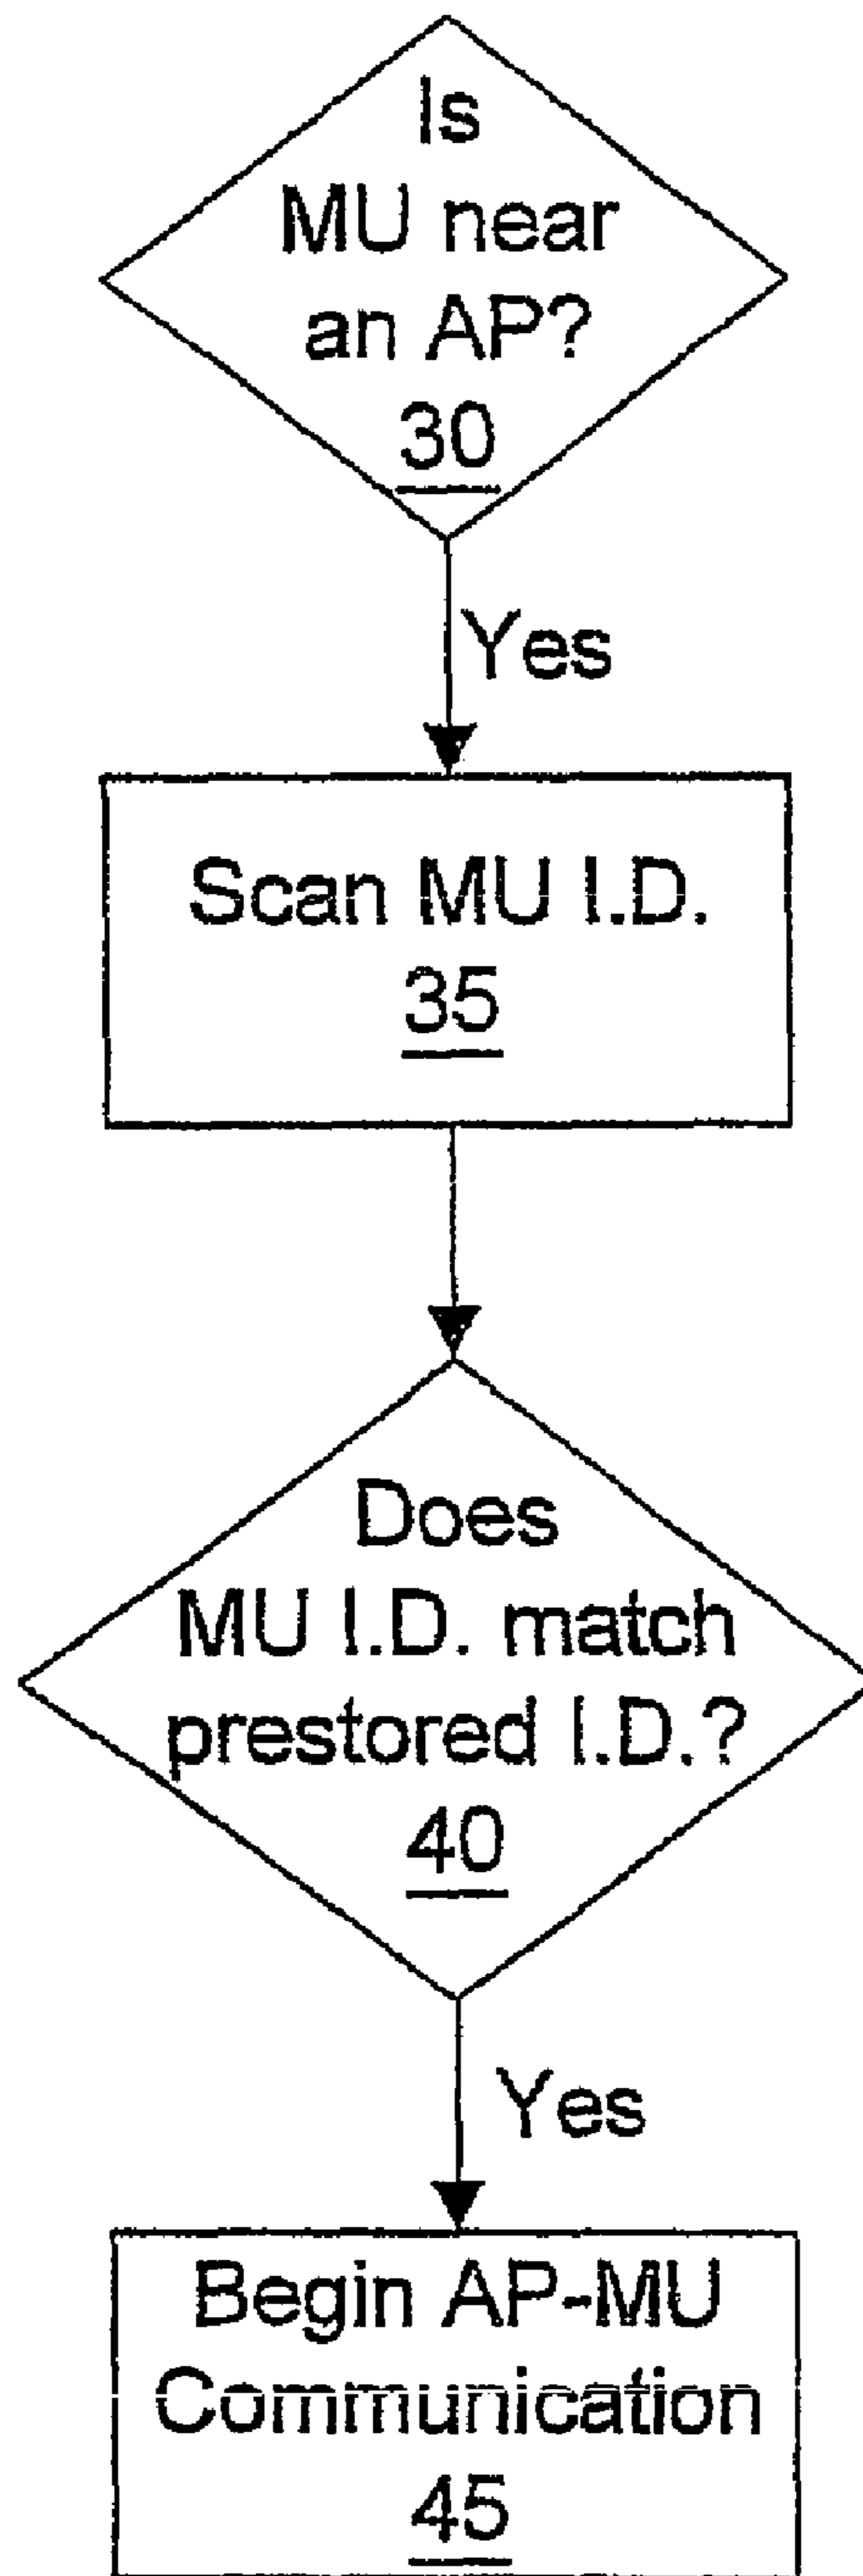 Is
MU near
an AP?
30
Yes
Scan MU I.D.
35
Does
MU I.D. match
prestored I.D.?
40
Yes
Begin AP-MU
Communication
45